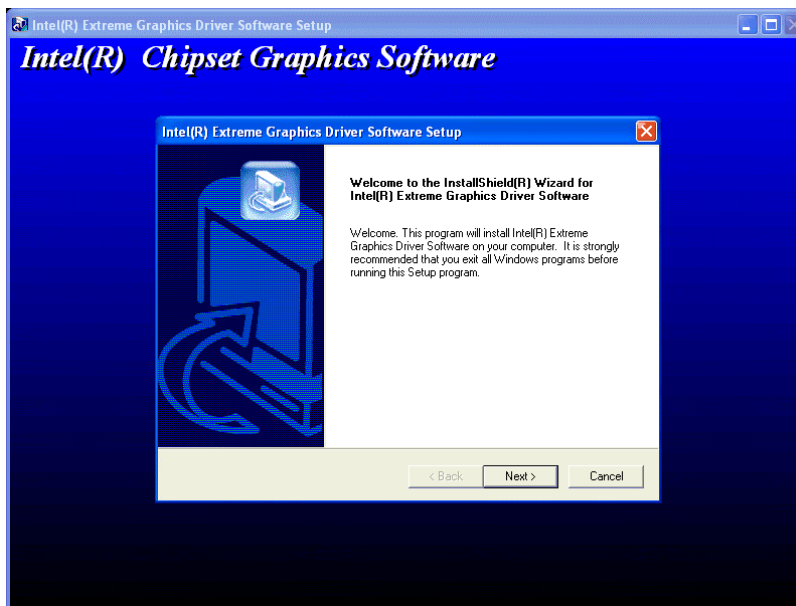 Intel(R) Extreme Graphics Driver Software Setup
Intel(R) Chipset Graphics Software
Intel(R) Extreme Graphics Driver Software Setup
Welcome to the InstallShield(R) Wizard for
Intel(R) Extreme Graphics Driver Software
Welcome. This program will install Intel(R) Extreme
Graphics Driver Software on your computer. It is strongly
recommended that you exit all Windows programs before
running this Setup program.
< Back Next > Cancel